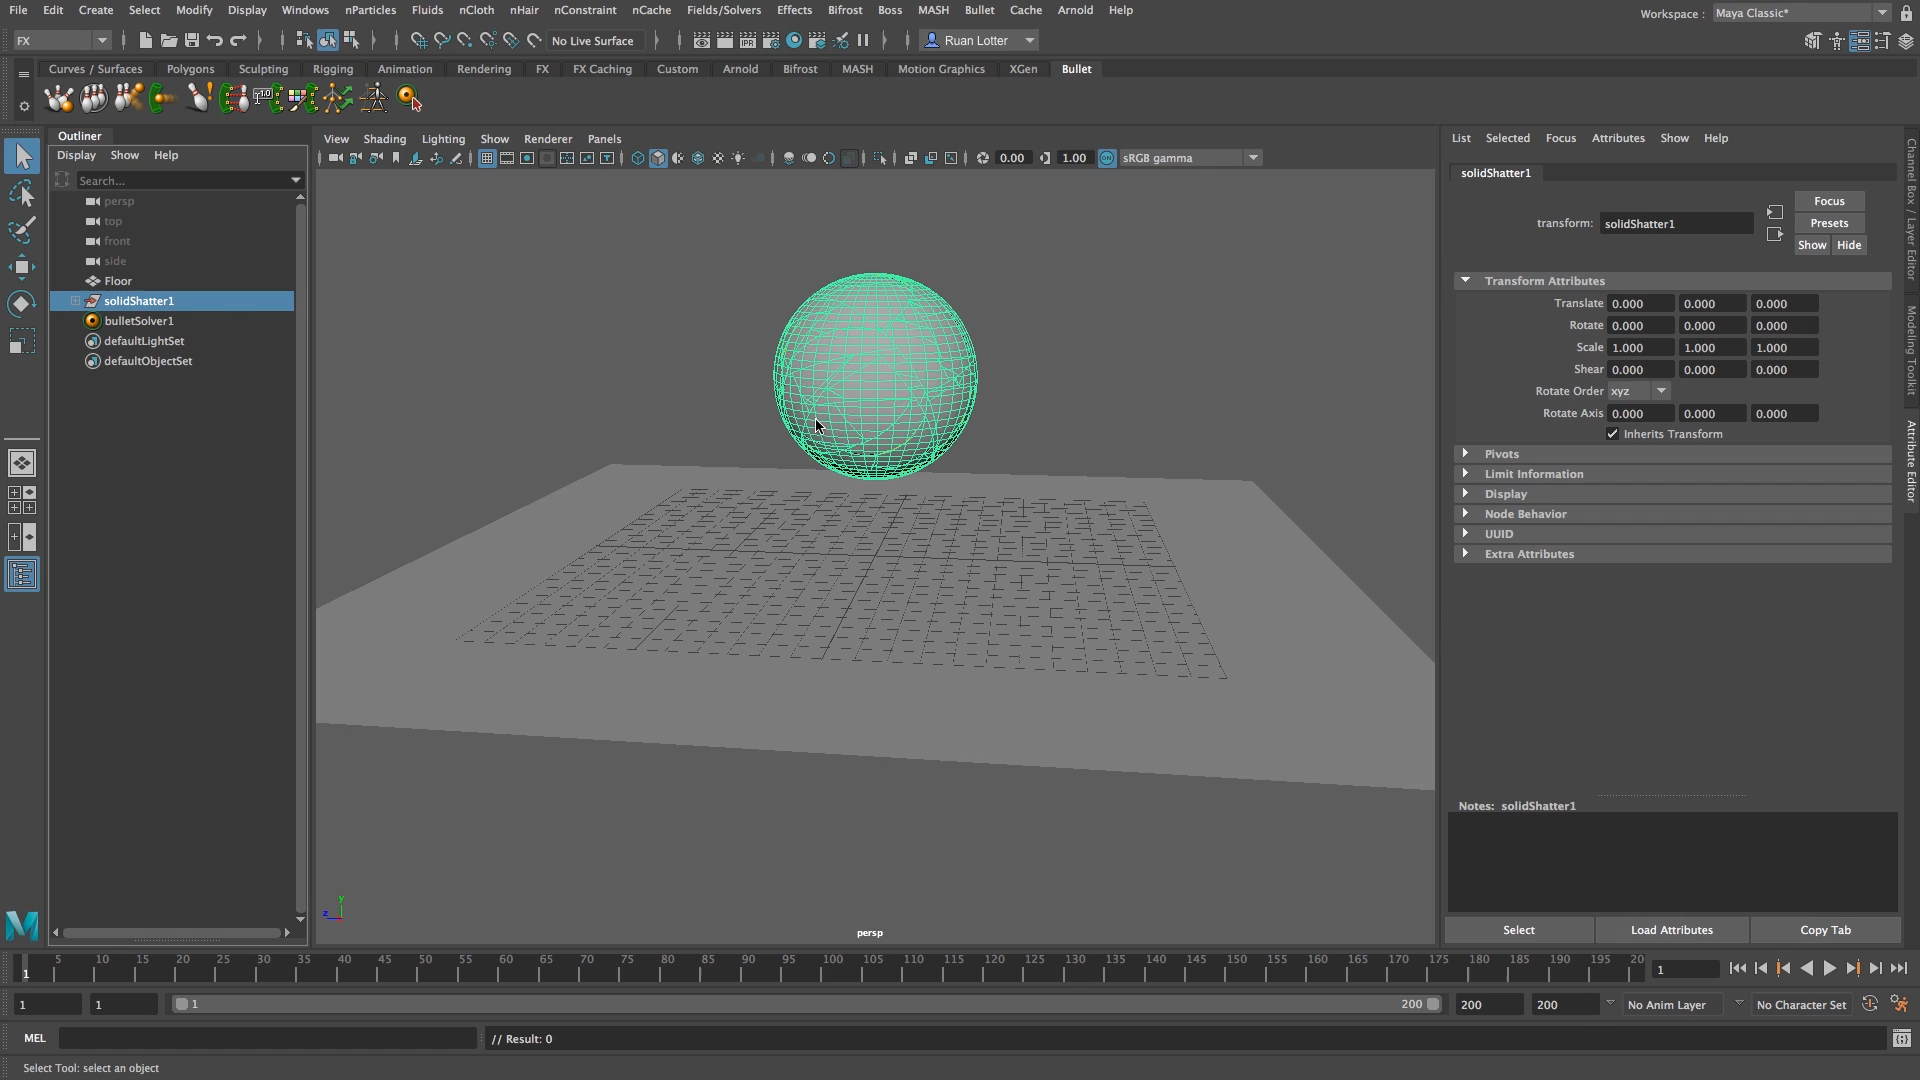 File Edit Create Select Modify Display Windows nParticles Fluids nCloth nHair nConstraint nCache Fields/Solvers Effects Bifrost Boss MASH Bullet Cache Arnold Help
Workspace : Maya Classic*
FX No Live Surface Ruan Lotter
Curves / Surfaces Polygons Sculpting Rigging Animation Rendering FX FX Caching Custom Arnold Bifrost MASH Motion Graphics XGen Bullet
Outliner
Display Show Help
Search...
persp
top
front
side
Floor
solidShatter1
bulletSolver1
defaultLightSet
defaultObjectSet
View Shading Lighting Show Renderer Panels
0.00 1.00 ON sRGB gamma
y
z
persp
List Selected Focus Attributes Show Help
solidShatter1
transform: solidShatter1
Focus
Presets
Show Hide
Transform Attributes
Translate 0.000 0.000 0.000
Rotate 0.000 0.000 0.000
Scale 1.000 1.000 1.000
Shear 0.000 0.000 0.000
Rotate Order xyz
Rotate Axis 0.000 0.000 0.000
Inherits Transform
Pivots
Limit Information
Display
Node Behavior
UUID
Extra Attributes
Notes: solidShatter1
Select Load Attributes Copy Tab
Channel Box / Layer Editor
Modeling Toolkit
Attribute Editor
5 10 15 20 25 30 35 40 45 50 55 60 65 70 75 80 85 90 95 100 105 110 115 120 125 130 135 140 145 150 155 160 165 170 175 180 185 190 195 20
1 1
1 1 1 200 200 200 No Anim Layer No Character Set
MEL // Result: 0
Select Tool: select an object